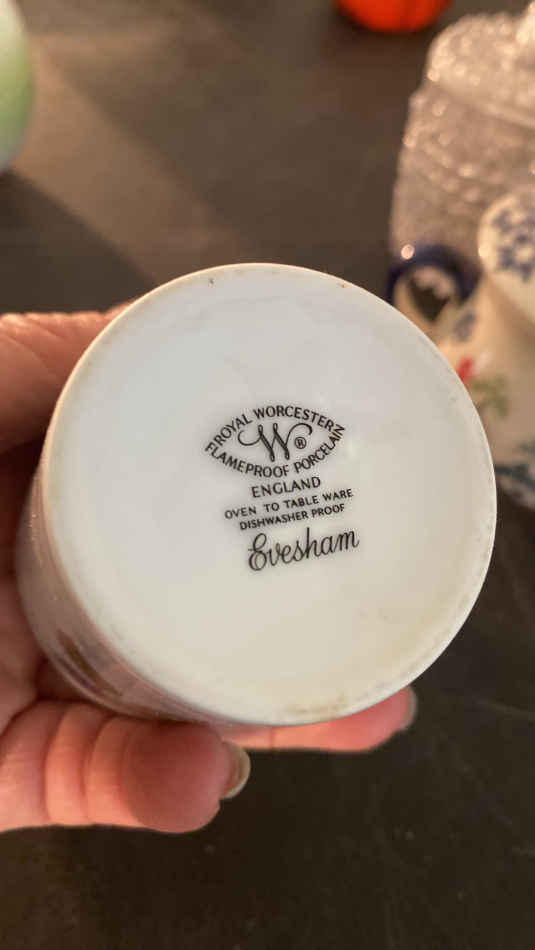 ROYAL WORCESTER
W®
FLAMEPROOF PORCELAIN
ENGLAND
OVEN TO TABLE WARE
DISHWASHER PROOF
Evesham